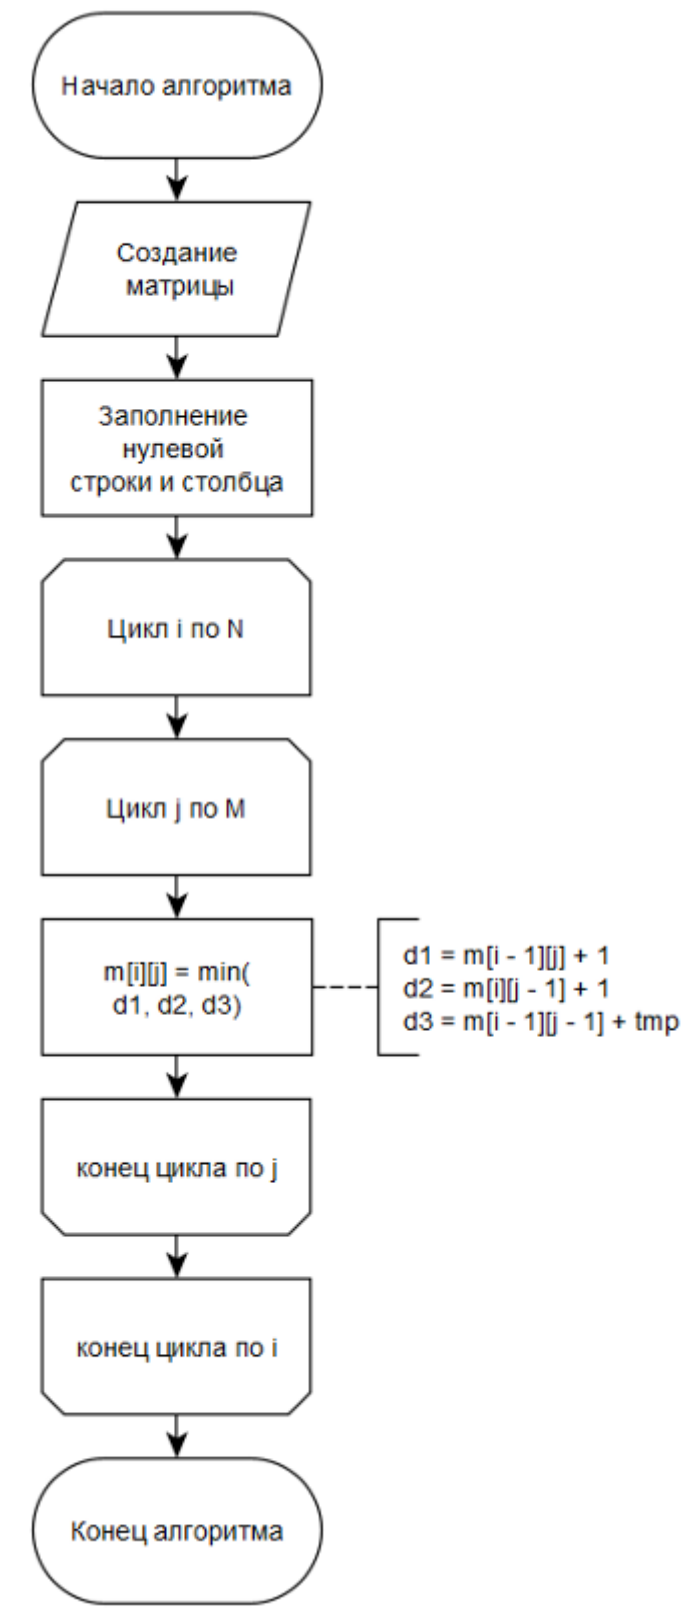 Начало алгоритма
Создание
матрицы
Заполнение
нулевой
строки и столбца
Цикл i по N
Цикл j по M
m[i][j] = min(
d1, d2, d3)
d1 = m[i - 1][j] + 1
d2 = m[i][j - 1] + 1
d3 = m[i - 1][j - 1] + tmp
конец цикла по j
конец цикла по i
Конец алгоритма